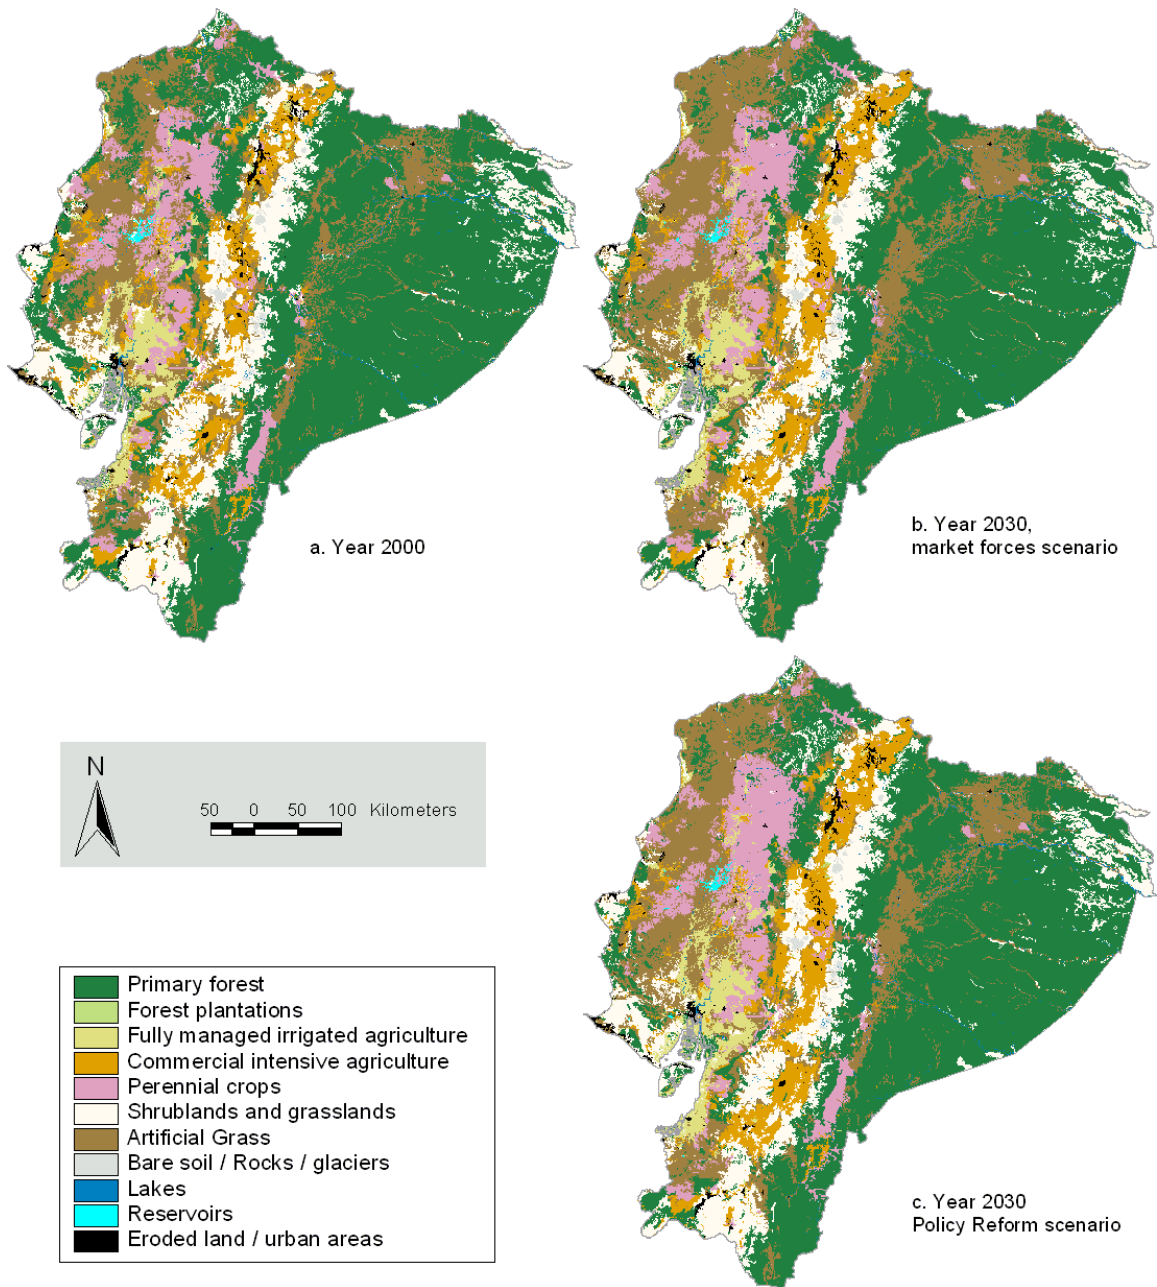 a. Year 2000
b. Year 2030,
market forces scenario
N
50 0 50 100 Kilometers
Primary forest
Forest plantations
Fully managed irrigated agriculture
Commercial intensive agriculture
Perennial crops
Shrublands and grasslands
Artificial Grass
Bare soil / Rocks / glaciers
Lakes
Reservoirs
Eroded land / urban areas
c. Year 2030
Policy Reform scenario